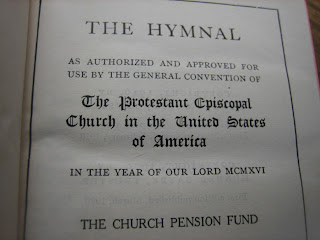 THE HYMNAL
AS AUTHORIZED AND APPROVED FOR
USE BY THE GENERAL CONVENTION OF
The Protestant Episcopal
Church in the United States
of America
IN THE YEAR OF OUR LORD MCMXVI
THE CHURCH PENSION FUND